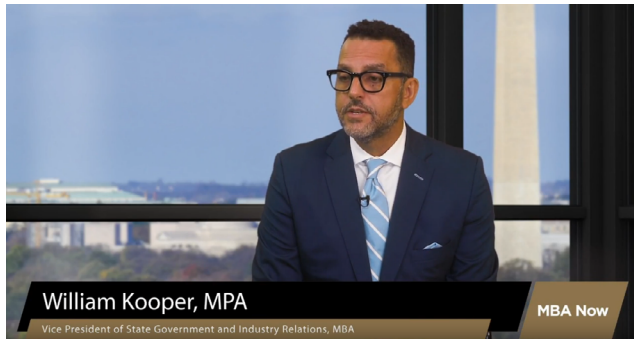 William Kooper, MPA
Vice President of State Government and Industry Relations, MBA
MBA Now